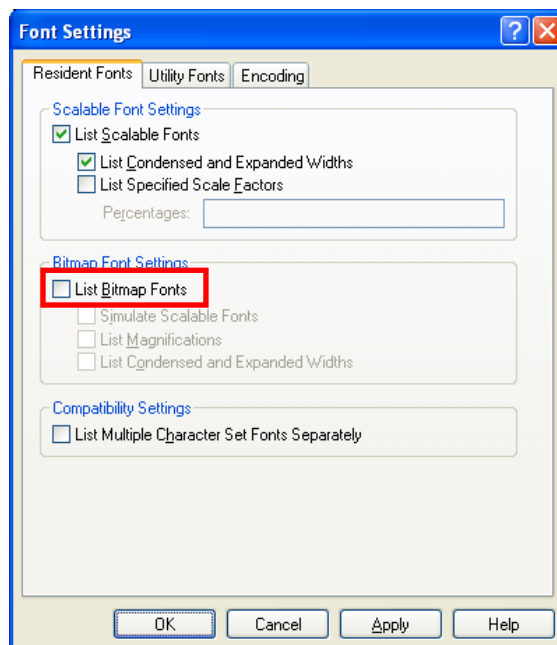 Font Settings
Resident Fonts Utility Fonts Encoding
Scalable Font Settings
List Scalable Fonts
List Condensed and Expanded Widths
List Specified Scale Factors
Percentages:
Bitmap Font Settings
List Bitmap Fonts
Simulate Scalable Fonts
List Magnifications
List Condensed and Expanded Widths
Compatibility Settings
List Multiple Character Set Fonts Separately
OK Cancel Apply Help